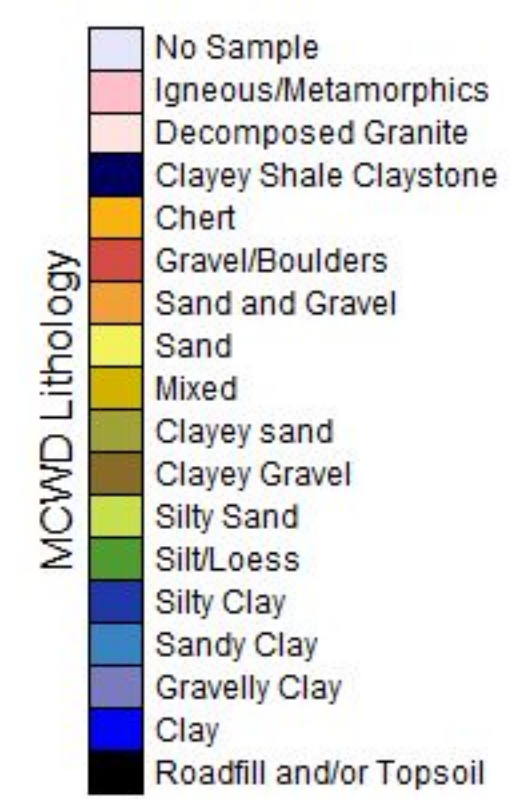 MCWD Lithology
No Sample
Igneous/Metamorphics
Decomposed Granite
Clayey Shale Claystone
Chert
Gravel/Boulders
Sand and Gravel
Sand
Mixed
Clayey sand
Clayey Gravel
Silty Sand
Silt/Loess
Silty Clay
Sandy Clay
Gravelly Clay
Clay
Roadfill and/or Topsoil